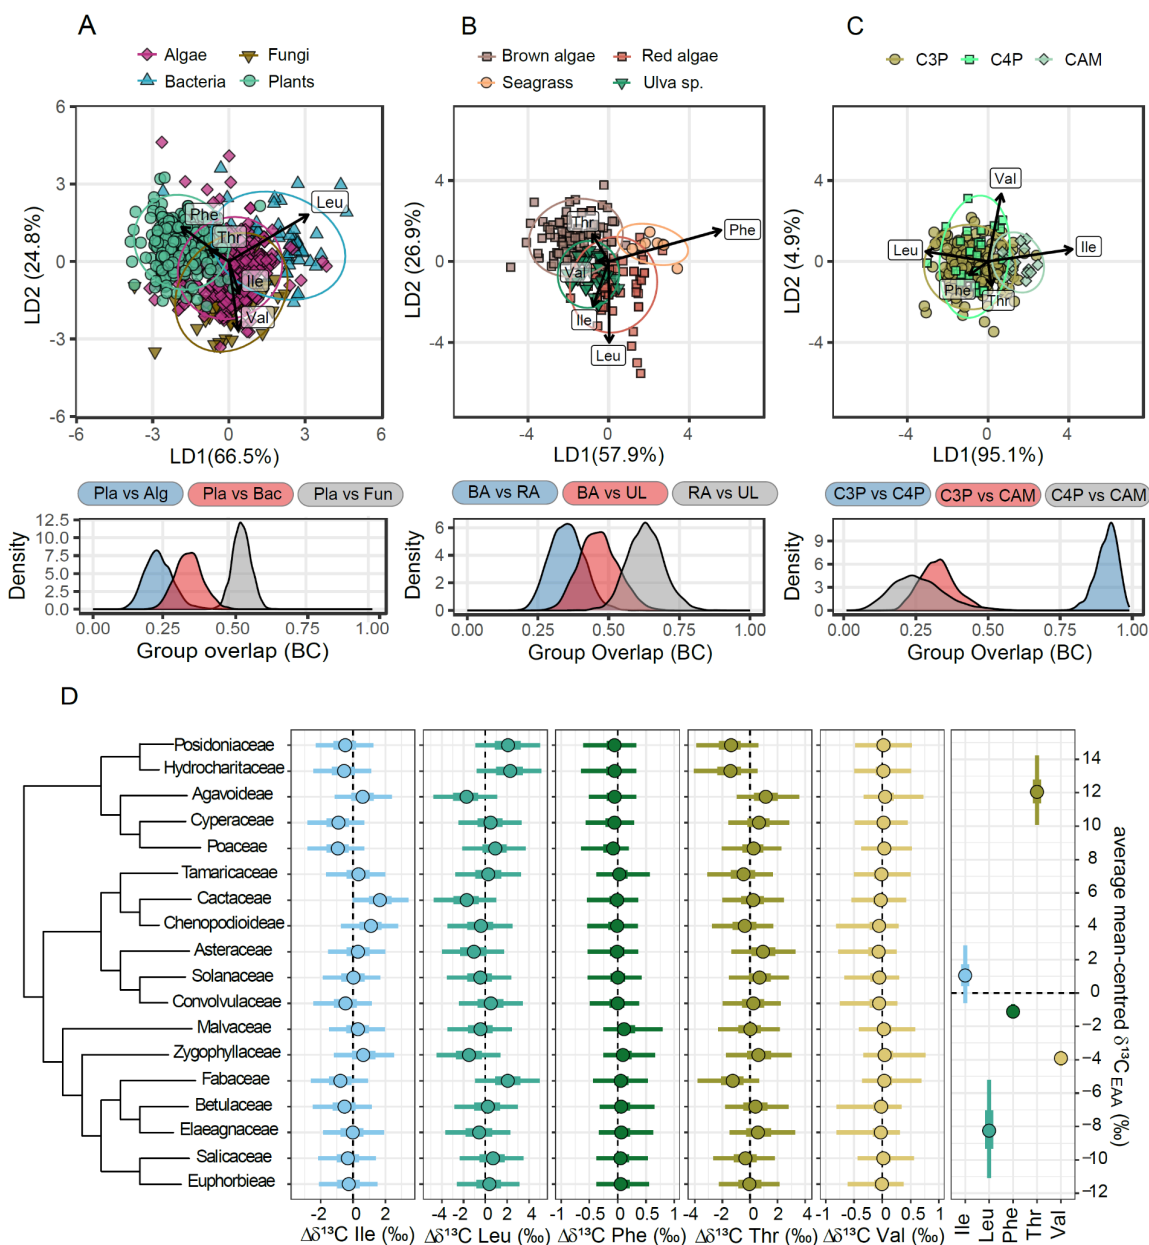 A
Algae
Fungi
Bacteria
Plants
LD2 (24.8%)
6
3
0
-3
-6
Phe
Thr
Leu
Ile
Val
-6
-3
0
3
6
LD1(66.5%)
Pla vs Alg
Pla vs Bac
Pla vs Fun
Density
12.5
10.0
7.5
5.0
2.5
0.0
0.00
0.25
0.50
0.75
1.00
Group overlap (BC)
B
Brown algae
Red algae
Seagrass
Ulva sp.
LD2 (26.9%)
4
0
-4
Thr
Phe
Val
Ile
Leu
-4
0
4
LD1(57.9%)
BA vs RA
BA vs UL
RA vs UL
Density
6
4
2
0
0.00
0.25
0.50
0.75
1.00
Group Overlap (BC)
C
C3P
C4P
CAM
LD2 (4.9%)
4
0
-4
Val
Leu
Ile
Phe
Thr
-4
0
4
LD1(95.1%)
C3P vs C4P
C3P vs CAM
C4P vs CAM
Density
9
6
3
0
0.00
0.25
0.50
0.75
1.00
Group Overlap (BC)
D
Posidoniaceae
Hydrocharitaceae
Agavoideae
Cyperaceae
Poaceae
Tamaricaceae
Cactaceae
Chenopodioideae
Asteraceae
Solanaceae
Convolvulaceae
Malvaceae
Zygophyllaceae
Fabaceae
Betulaceae
Elaeagnaceae
Salicaceae
Euphorbieae
-2 0 2
Δδ¹³C Ile (‰)
-4 -2 0 2 4
Δδ¹³C Leu (‰)
-1 -0.5 0 0.5 1
Δδ¹³C Phe (‰)
-4 -2 0 2 4
Δδ¹³C Thr (‰)
-1 -0.5 0 0.5 1
Δδ¹³C Val (‰)
Ile
Leu
Phe
Thr
Val
14
12
10
8
6
4
2
0
−2
−4
−6
−8
−10
−12
average mean-centred δ¹³C EAA (‰)